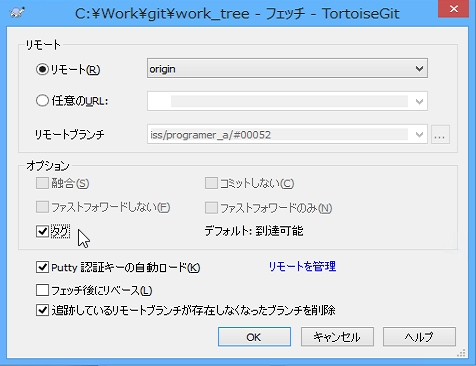 C:¥Work¥git¥work_tree - フェッチ - TortoiseGit
リモート
リモート(R) origin
任意のURL:
リモートブランチ iss/programer_a/#00052 ...
オプション
融合(S) コミットしない(C)
ファストフォワードしない(F) ファストフォワードのみ(N)
タグ デフォルト: 到達可能
Putty 認証キーの自動ロード(K) リモートを管理
フェッチ後にリベース(L)
追跡しているリモートブランチが存在しなくなったブランチを削除
OK キャンセル ヘルプ